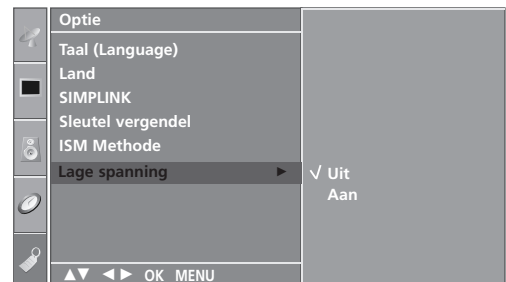 Optie
Taal (Language)
Land
SIMPLINK
Sleutel vergendel
ISM Methode
Lage spanning ►
√ Uit
Aan
▲▼ ◄► OK MENU